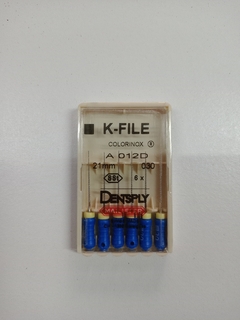 K-FILE
COLORINOX ®
A 012D
21mm 030
6 x
DENTSPLY